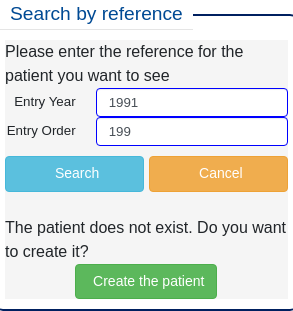 Search by reference
Please enter the reference for the
patient you want to see
Entry Year 1991
Entry Order 199
Search Cancel
The patient does not exist. Do you want
to create it?
Create the patient